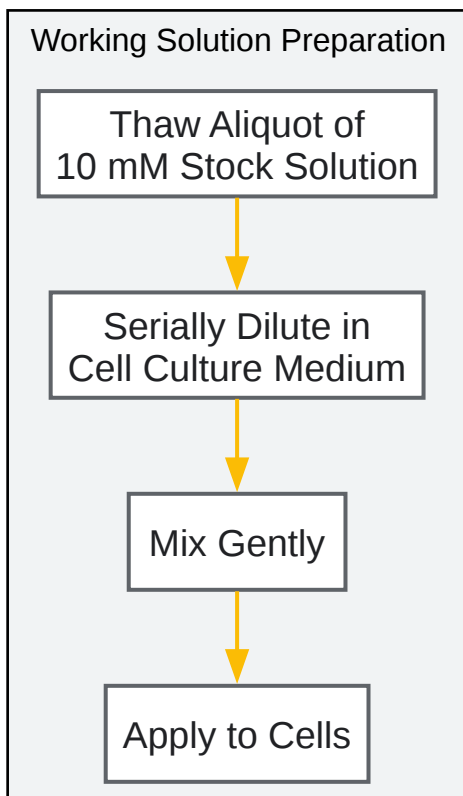 Working Solution Preparation
Thaw Aliquot of
10 mM Stock Solution
Serially Dilute in
Cell Culture Medium
Mix Gently
Apply to Cells